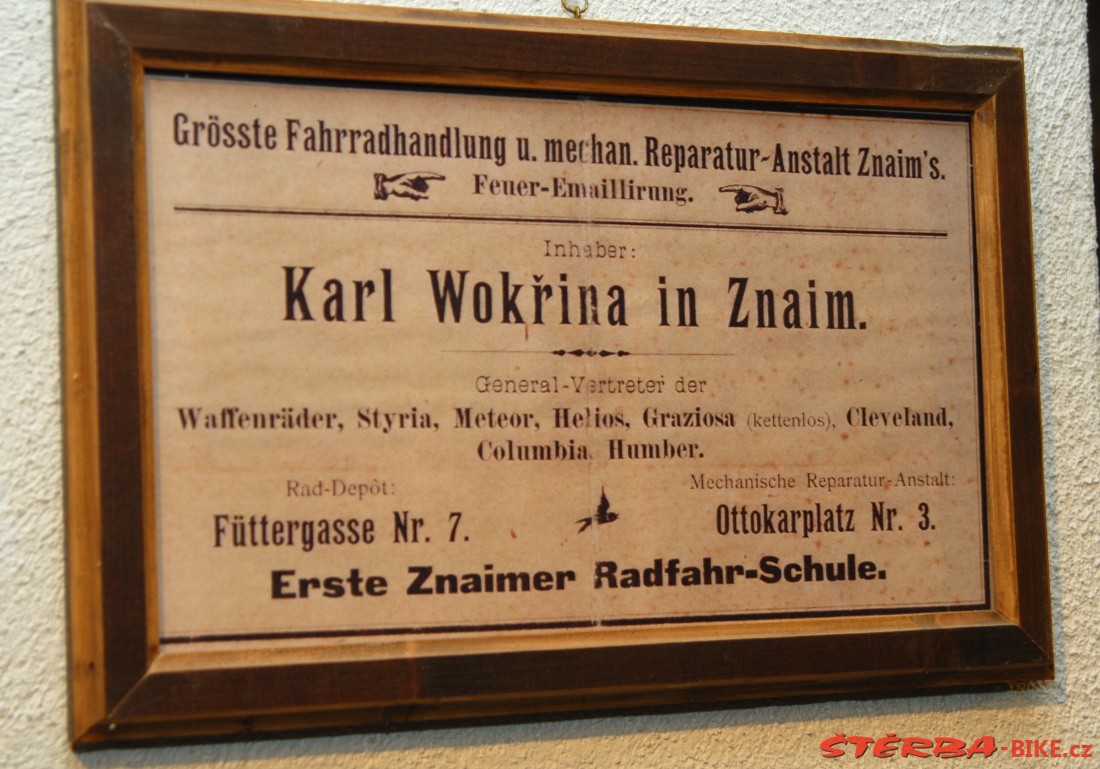 Grösste Fahrradhandlung u. mechan. Reparatur-Anstalt Znaim's.
Feuer-Emaillirung.
Inhaber:
Karl Wokřina in Znaim.
General-Vertreter der
Waffenräder, Styria, Meteor, Helios, Graziosa (kettenlos), Cleveland,
Columbia, Humber.
Rad-Depôt:
Füttergasse Nr. 7.
Mechanische Reparatur-Anstalt:
Ottokarplatz Nr. 3.
Erste Znaimer Radfahr-Schule.
ŠTĚRBA-BIKE.cz